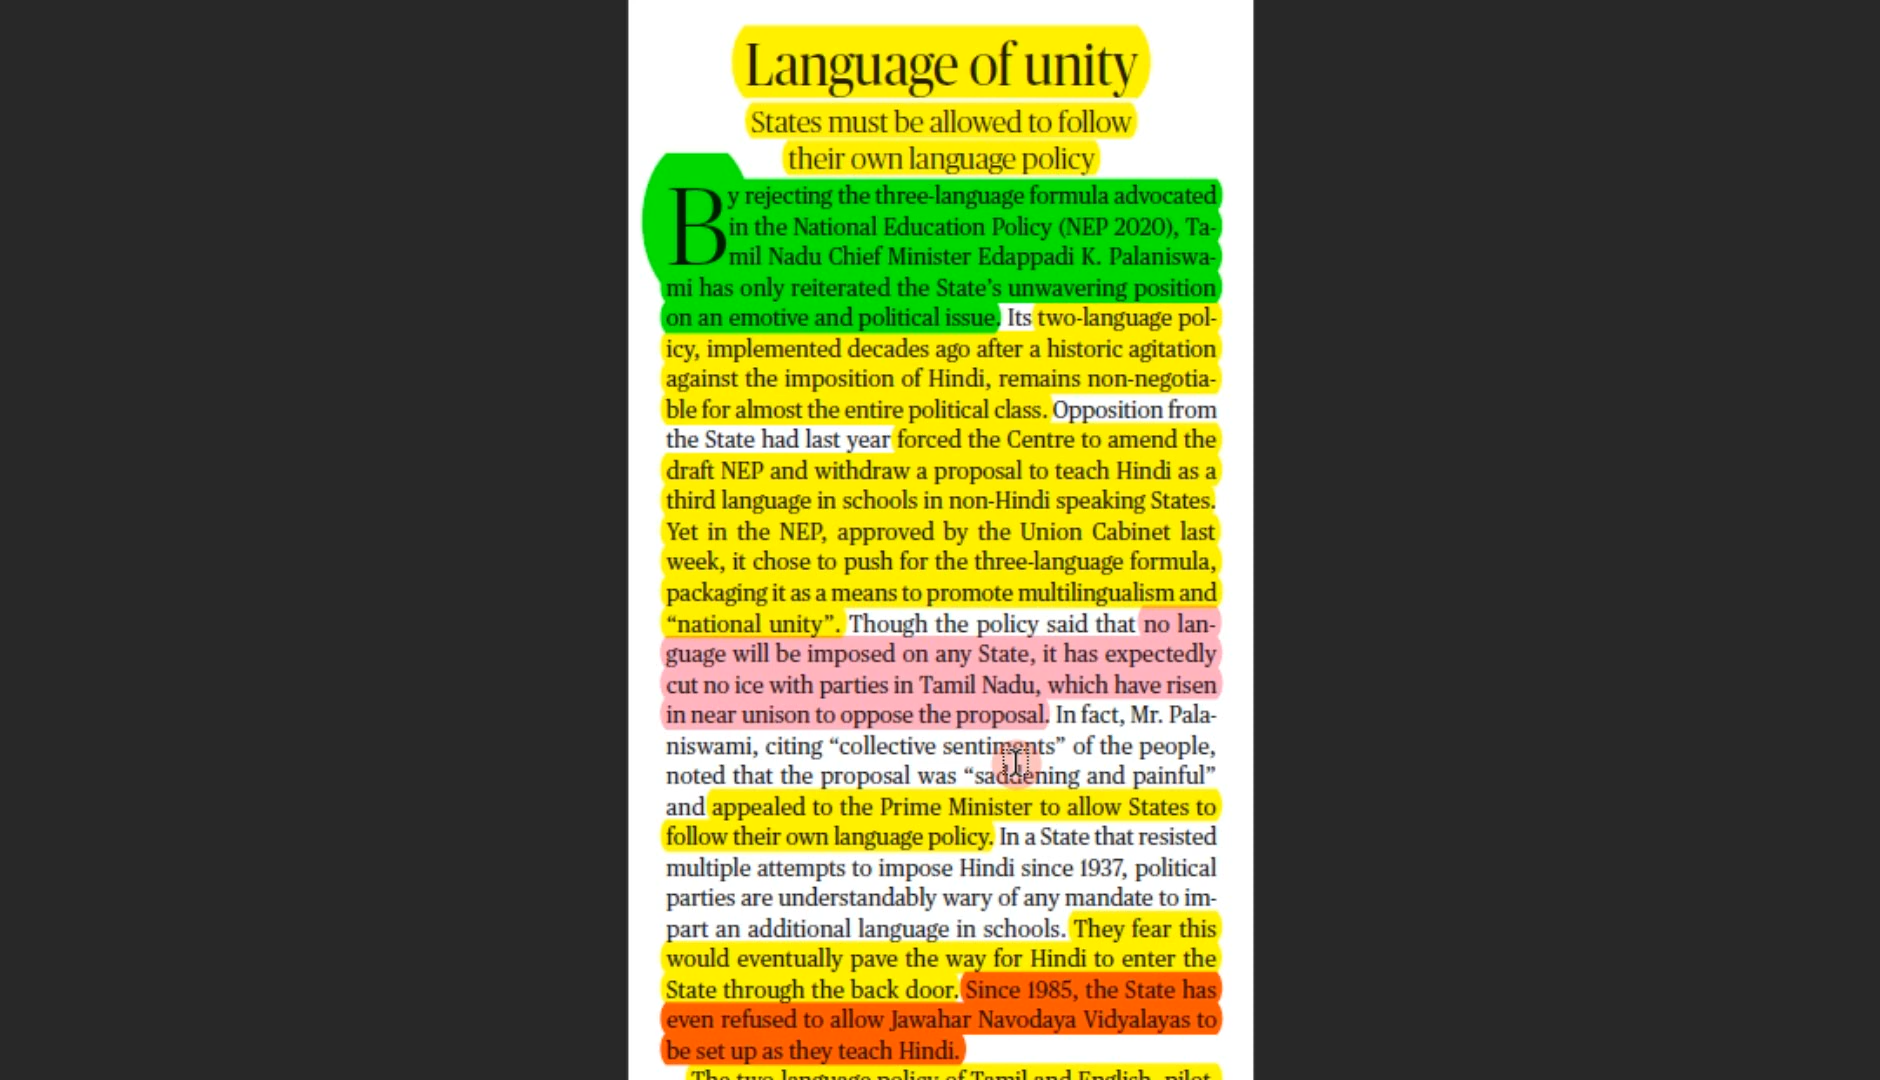 Language of unity
States must be allowed to follow
their own language policy
By rejecting the three-language formula advocated
in the National Education Policy (NEP 2020), Ta-
mil Nadu Chief Minister Edappadi K. Palaniswa-
mi has only reiterated the State’s unwavering position
on an emotive and political issue. Its two-language pol-
icy, implemented decades ago after a historic agitation
against the imposition of Hindi, remains non-negotia-
ble for almost the entire political class. Opposition from
the State had last year forced the Centre to amend the
draft NEP and withdraw a proposal to teach Hindi as a
third language in schools in non-Hindi speaking States.
Yet in the NEP, approved by the Union Cabinet last
week, it chose to push for the three-language formula,
packaging it as a means to promote multilingualism and
“national unity”. Though the policy said that no lan-
guage will be imposed on any State, it has expectedly
cut no ice with parties in Tamil Nadu, which have risen
in near unison to oppose the proposal. In fact, Mr. Pala-
niswami, citing “collective sentiments” of the people,
noted that the proposal was “saddening and painful”
and appealed to the Prime Minister to allow States to
follow their own language policy. In a State that resisted
multiple attempts to impose Hindi since 1937, political
parties are understandably wary of any mandate to im-
part an additional language in schools. They fear this
would eventually pave the way for Hindi to enter the
State through the back door. Since 1985, the State has
even refused to allow Jawahar Navodaya Vidyalayas to
be set up as they teach Hindi.
The two-language policy of Tamil and English, pilot-